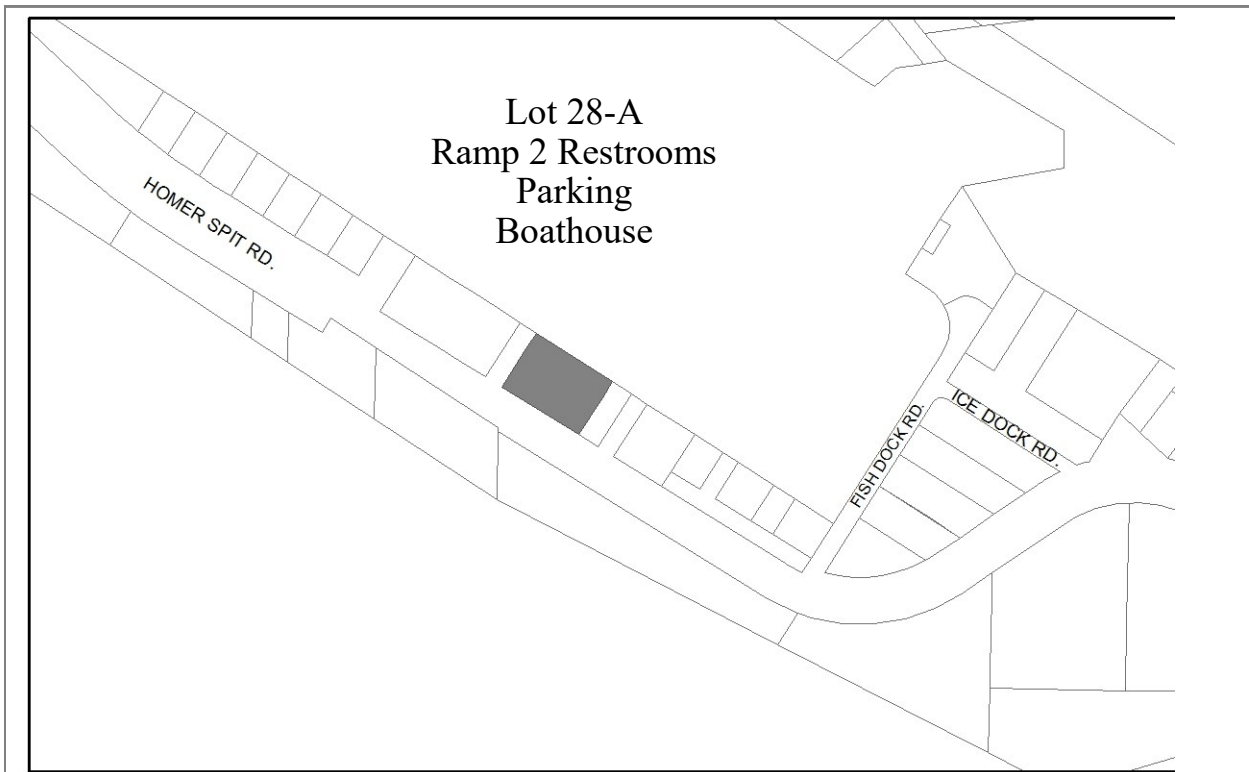 Lot 28-A
Ramp 2 Restrooms
Parking
Boathouse
HOMER SPIT RD.
FISH DOCK RD.
ICE DOCK RD.